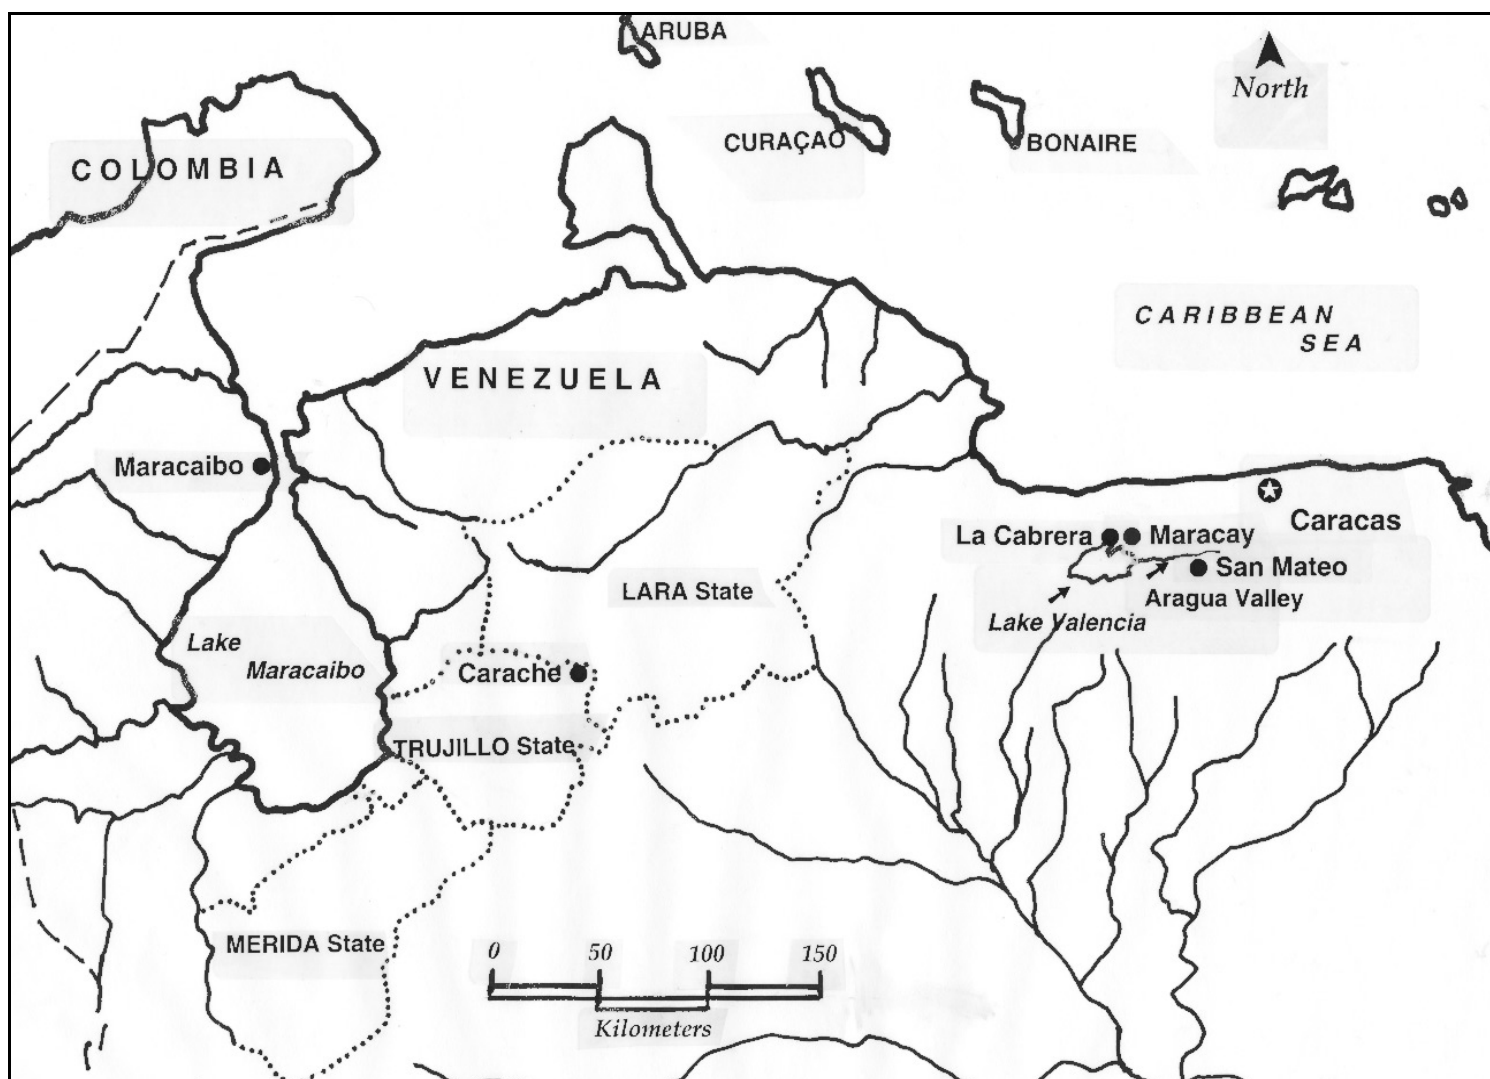 ARUBA
North
CURAÇAO
BONAIRE
COLOMBIA
CARIBBEAN
SEA
VENEZUELA
Maracaibo
Caracas
La Cabrera
Maracay
San Mateo
LARA State
Aragua Valley
Lake Valencia
Lake
Maracaibo
Carache
TRUJILLO State
MERIDA State
0 50 100 150
Kilometers